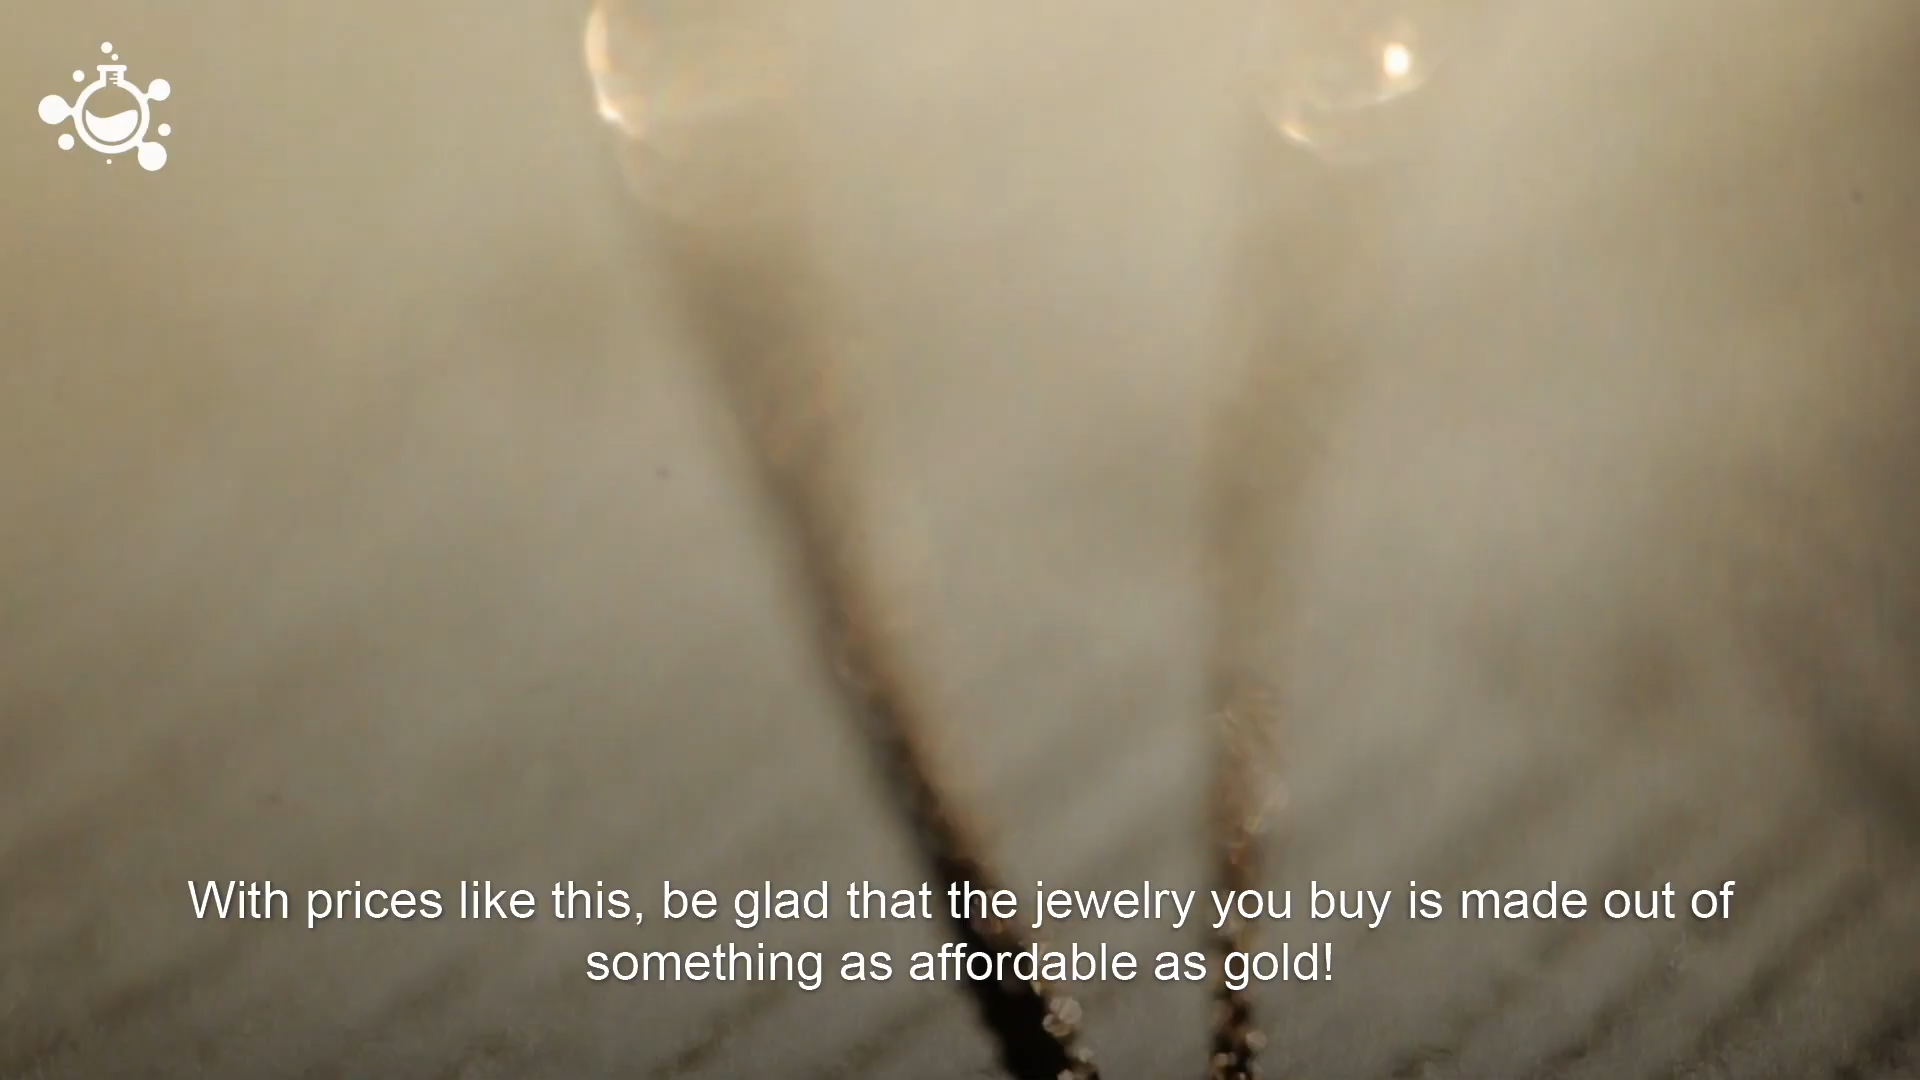 With prices like this, be glad that the jewelry you buy is made out of
something as affordable as gold!